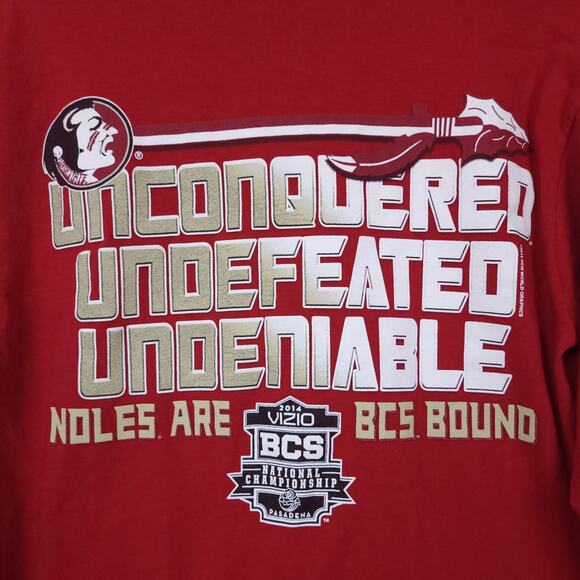 UNCONQUERED
UNDEFEATED
UNDENIABLE
NOLES ARE BCS BOUND
2014
VIZIO
BCS
NATIONAL
CHAMPIONSHIP
PASADENA